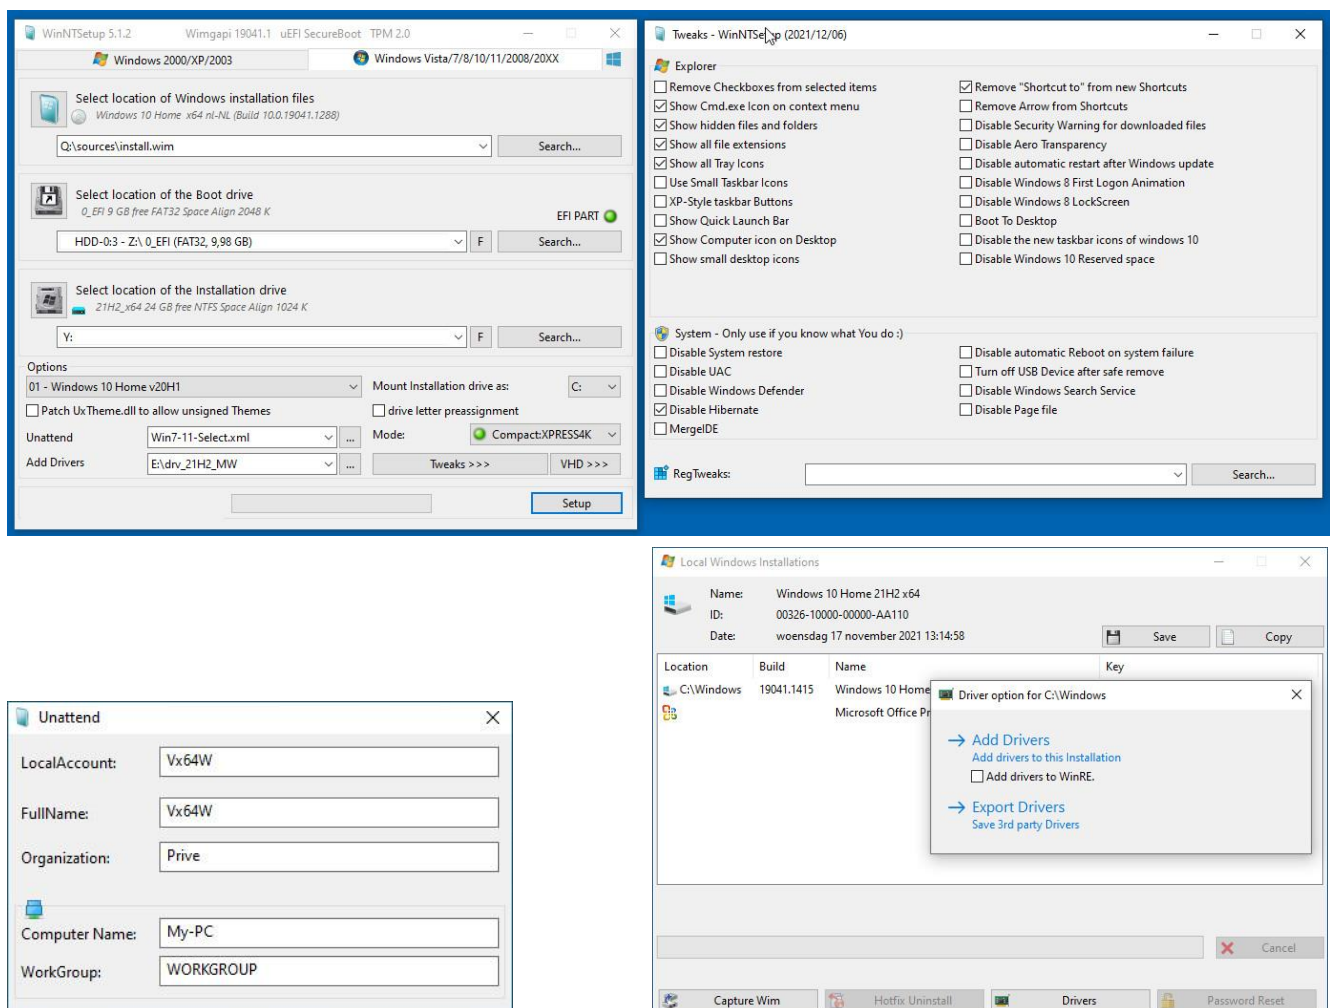 WinNTSetup 5.1.2 Wimgapi 19041.1 uEFI SecureBoot TPM 2.0
Windows 2000/XP/2003
Windows Vista/7/8/10/11/2008/20XX
Select location of Windows installation files
Windows 10 Home x64 nl-NL (Build 10.0.19041.1288)
Q:\sources\install.wim
Search...
Select location of the Boot drive
0_EFI 9 GB free FAT32 Space Align 2048 K
EFI PART
HDD-0:3 - Z:\ 0_EFI (FAT32, 9,98 GB)
F
Search...
Select location of the Installation drive
21H2_x64 24 GB free NTFS Space Align 1024 K
Y:
F
Search...
Options
01 - Windows 10 Home v20H1
Mount Installation drive as:
C:
Patch UxTheme.dll to allow unsigned Themes
drive letter preassignment
Unattend
Win7-11-Select.xml
...
Mode:
Compact:XPRESS4K
Add Drivers
E:\drv_21H2_MW
...
Tweaks >>>
VHD >>>
Setup
Tweaks - WinNTSetup (2021/12/06)
Explorer
Remove Checkboxes from selected items
Show Cmd.exe Icon on context menu
Show hidden files and folders
Show all file extensions
Show all Tray Icons
Use Small Taskbar Icons
XP-Style taskbar Buttons
Show Quick Launch Bar
Show Computer icon on Desktop
Show small desktop icons
Remove "Shortcut to" from new Shortcuts
Remove Arrow from Shortcuts
Disable Security Warning for downloaded files
Disable Aero Transparency
Disable automatic restart after Windows update
Disable Windows 8 First Logon Animation
Disable Windows 8 LockScreen
Boot To Desktop
Disable the new taskbar icons of windows 10
Disable Windows 10 Reserved space
System - Only use if you know what You do :)
Disable System restore
Disable UAC
Disable Windows Defender
Disable Hibernate
MergeIDE
Disable automatic Reboot on system failure
Turn off USB Device after safe remove
Disable Windows Search Service
Disable Page file
RegTweaks:
Search...
Unattend
LocalAccount:
Vx64W
FullName:
Vx64W
Organization:
Prive
Computer Name:
My-PC
WorkGroup:
WORKGROUP
Local Windows Installations
Name: Windows 10 Home 21H2 x64
ID: 00326-10000-00000-AA110
Date: woensdag 17 november 2021 13:14:58
Save
Copy
Location Build Name Key
C:\Windows 19041.1415 Windows 10 Home
Microsoft Office Pr
Driver option for C:\Windows
Add Drivers
Add drivers to this Installation
Add drivers to WinRE.
Export Drivers
Save 3rd party Drivers
Cancel
Capture Wim
Hotfix Uninstall
Drivers
Password Reset